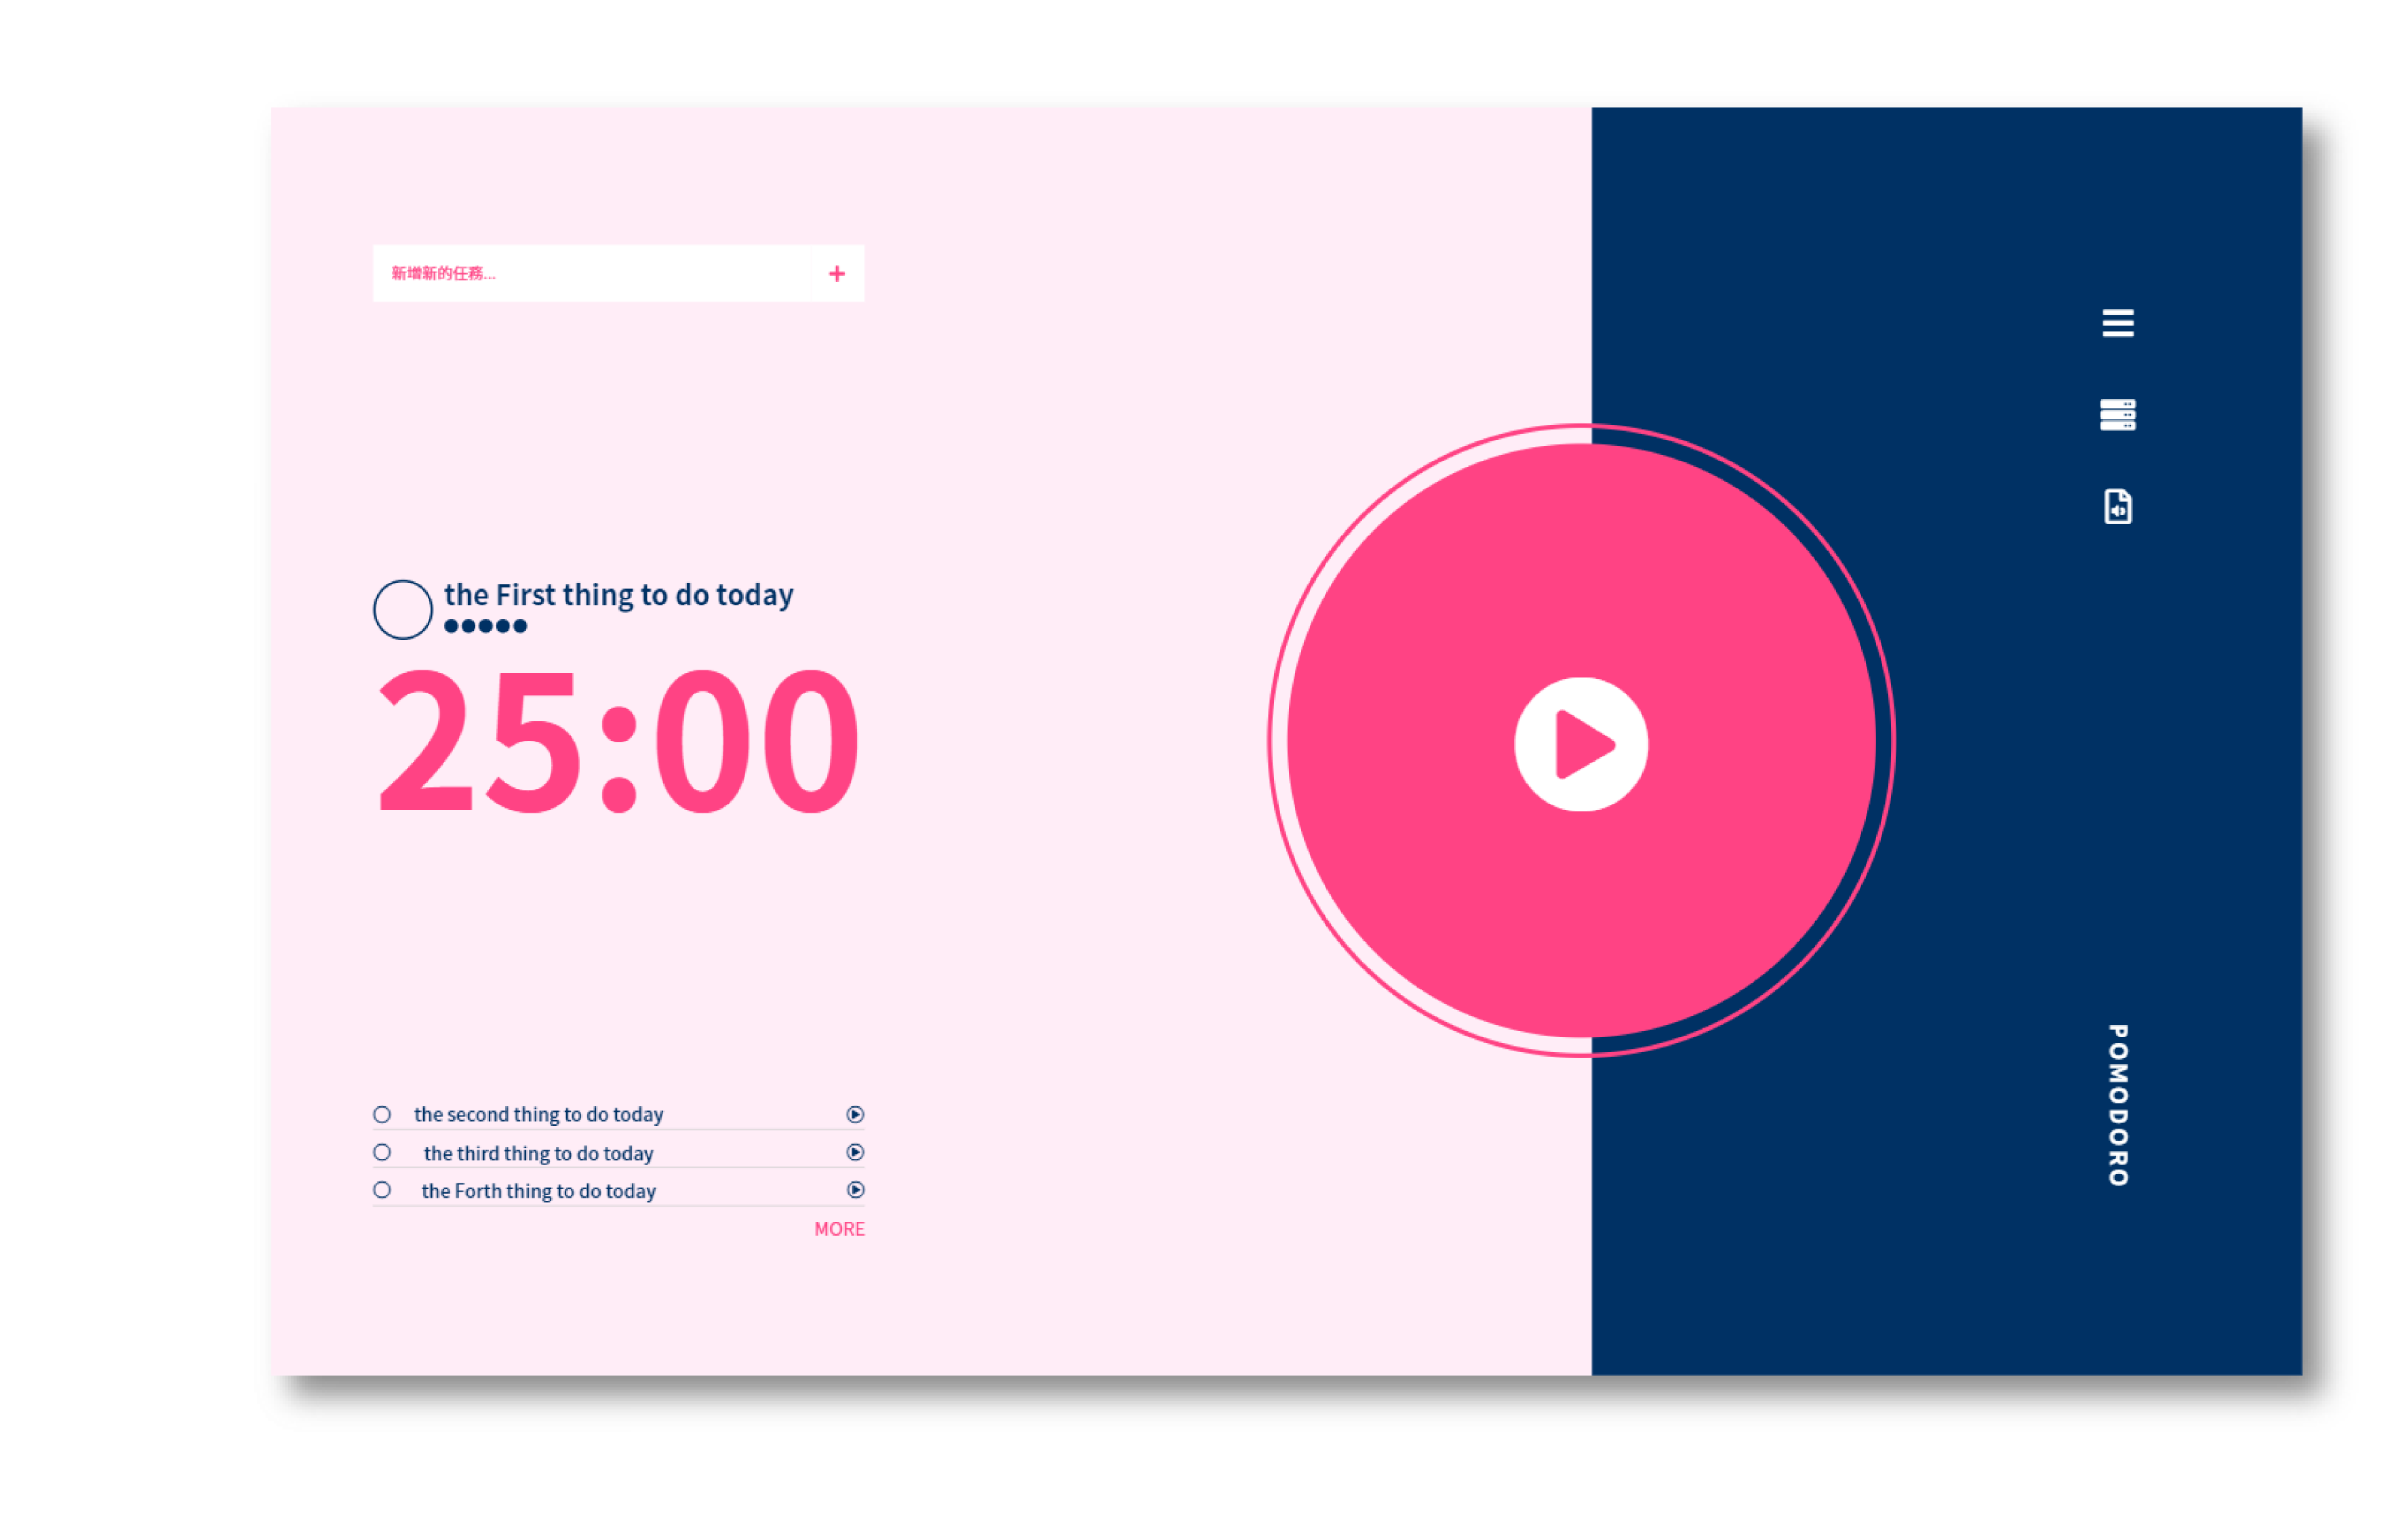 新增新的任務...
the First thing to do today
25:00
the second thing to do today
the third thing to do today
the Forth thing to do today
MORE
POMODORO